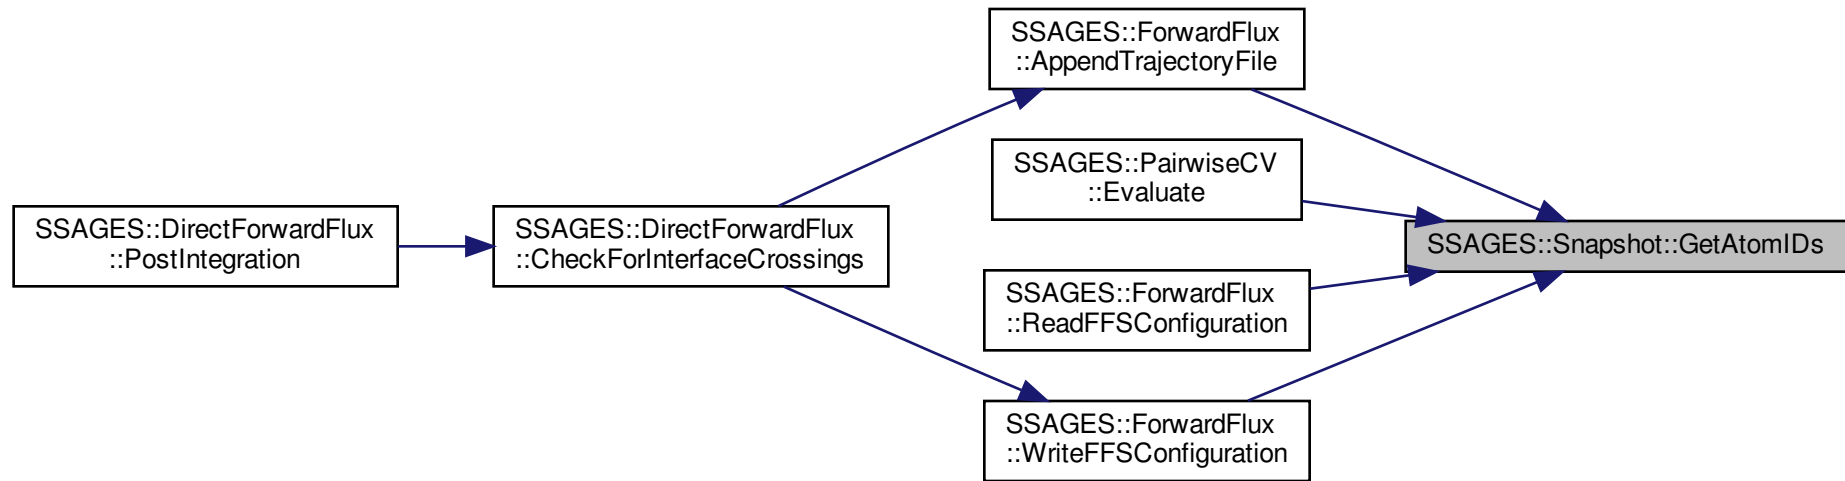 SSAGES::DirectForwardFlux
::PostIntegration
SSAGES::DirectForwardFlux
::CheckForInterfaceCrossings
SSAGES::ForwardFlux
::AppendTrajectoryFile
SSAGES::PairwiseCV
::Evaluate
SSAGES::ForwardFlux
::ReadFFSConfiguration
SSAGES::ForwardFlux
::WriteFFSConfiguration
SSAGES::Snapshot::GetAtomIDs